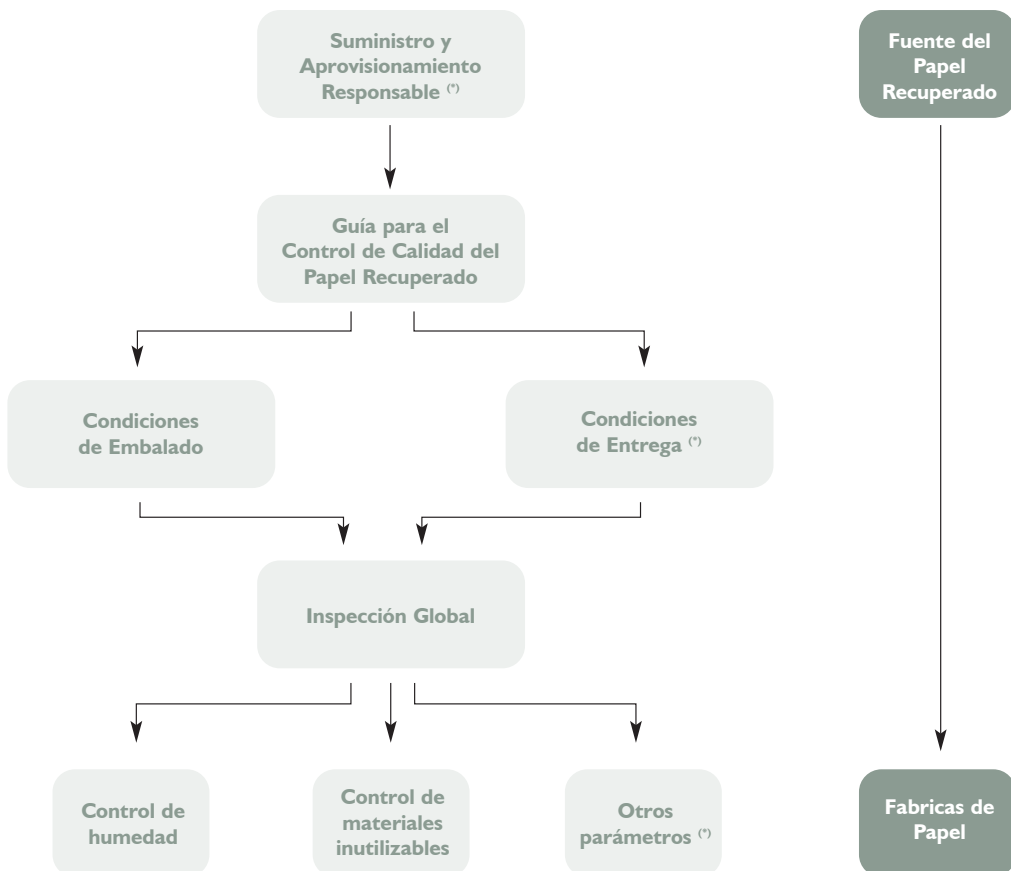 Suministro y
Aprovisionamiento
Responsable (*)
Fuente del
Papel
Recuperado
Guía para el
Control de Calidad del
Papel Recuperado
Condiciones
de Embalado
Condiciones
de Entrega (*)
Inspección Global
Control de
humedad
Control de
materiales
inutilizables
Otros
parámetros (*)
Fabricas de
Papel